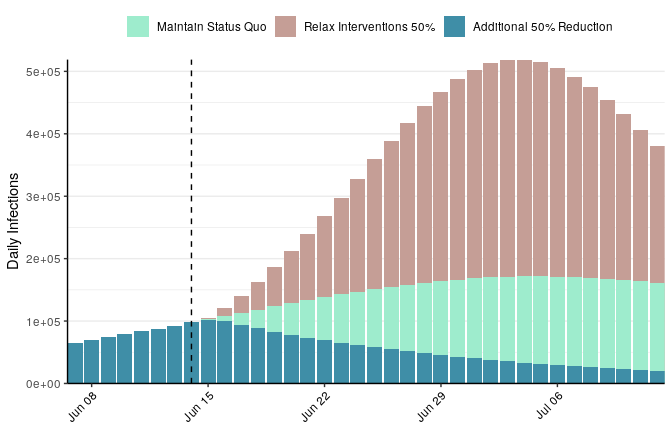 Maintain Status Quo Relax Interventions 50% Additional 50% Reduction
Daily Infections
5e+05
4e+05
3e+05
2e+05
1e+05
0e+00
Jun 08 Jun 15 Jun 22 Jun 29 Jul 06